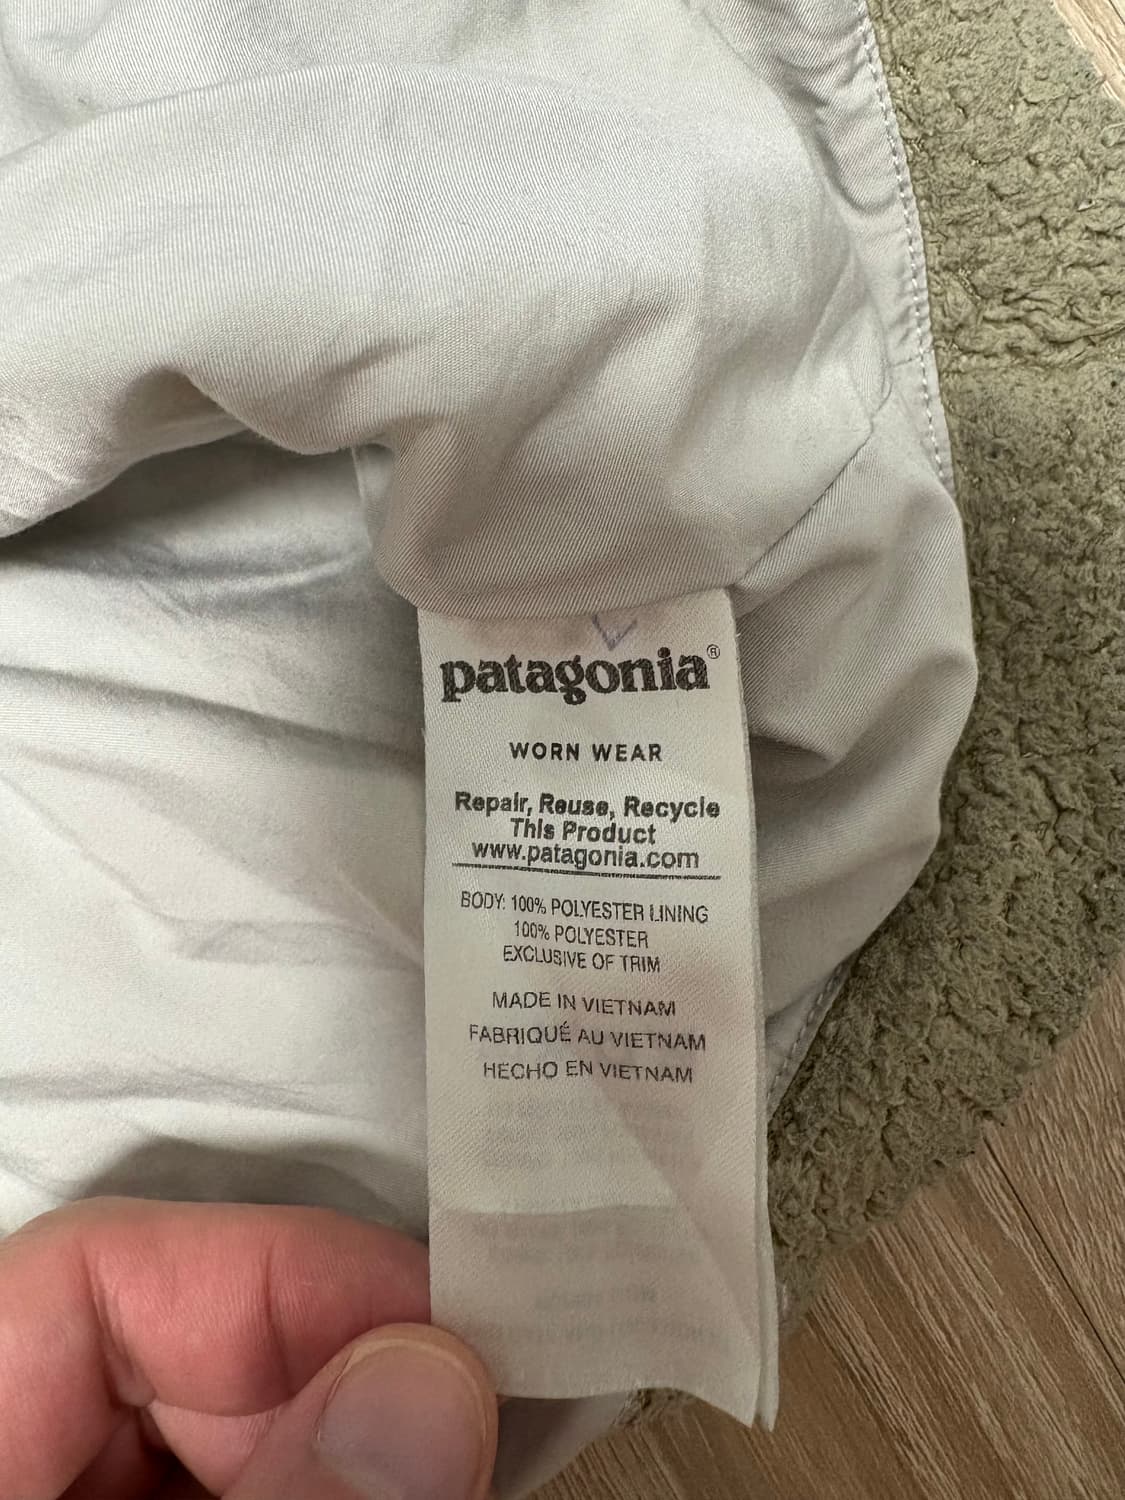 patagonia®
WORN WEAR
Repair, Reuse, Recycle
This Product
www.patagonia.com
BODY: 100% POLYESTER LINING
100% POLYESTER
EXCLUSIVE OF TRIM
MADE IN VIETNAM
FABRIQUÉ AU VIETNAM
HECHO EN VIETNAM